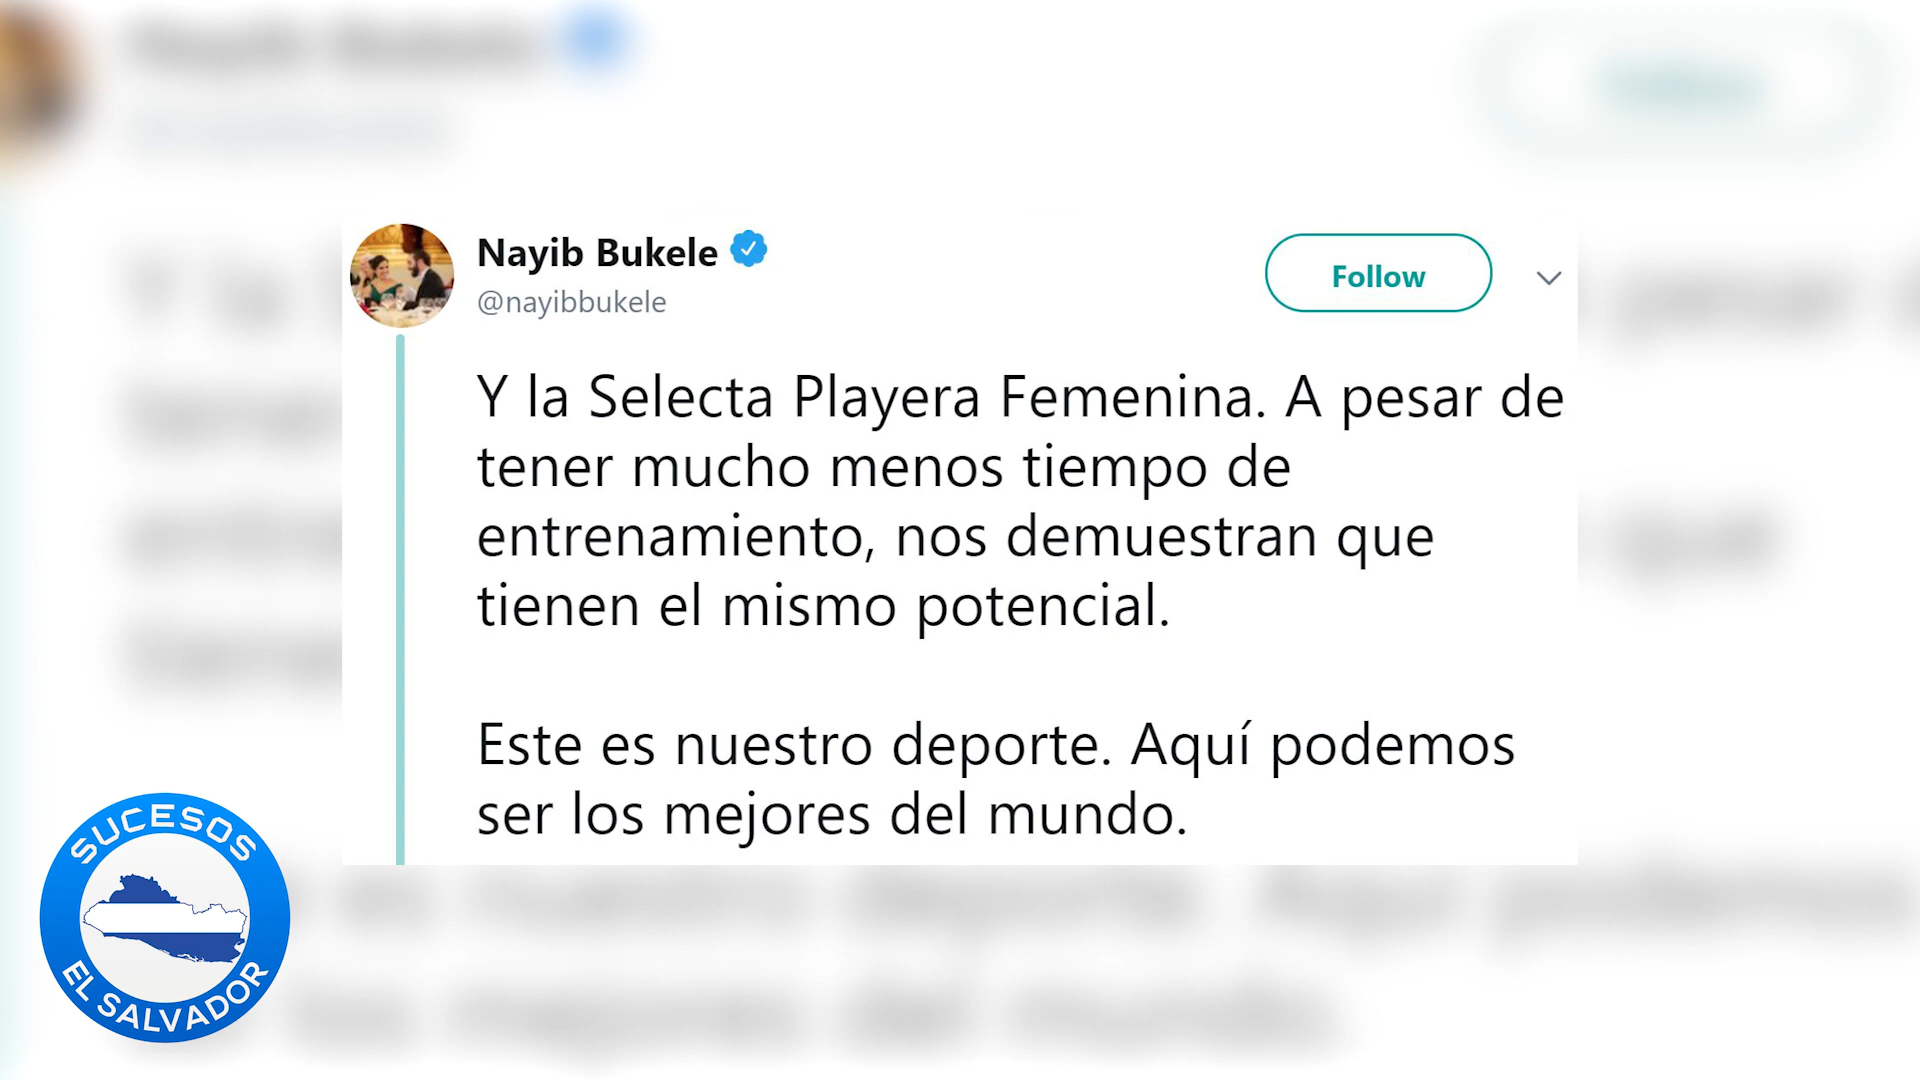 Nayib Bukele
@nayibbukele
Follow
Y la Selecta Playera Femenina. A pesar de
tener mucho menos tiempo de
entrenamiento, nos demuestran que
tienen el mismo potencial.
Este es nuestro deporte. Aquí podemos
ser los mejores del mundo.
SUCESOS
EL SALVADOR